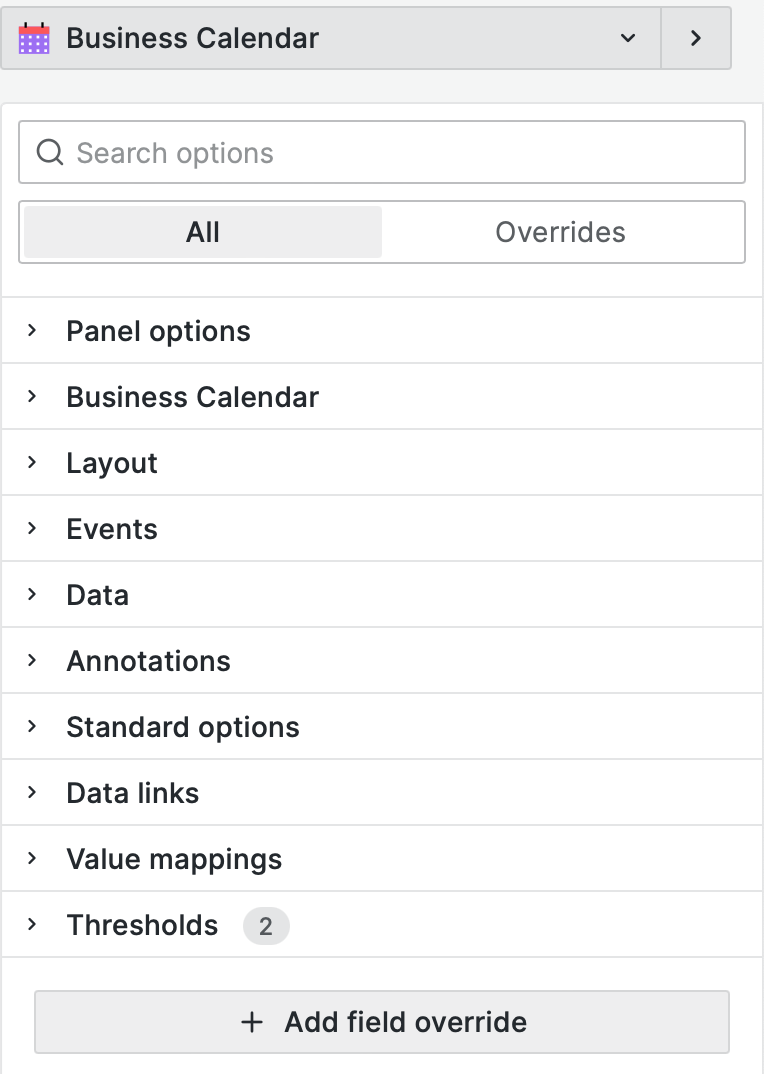 Business Calendar
Search options
All Overrides
Panel options
Business Calendar
Layout
Events
Data
Annotations
Standard options
Data links
Value mappings
Thresholds 2
+ Add field override